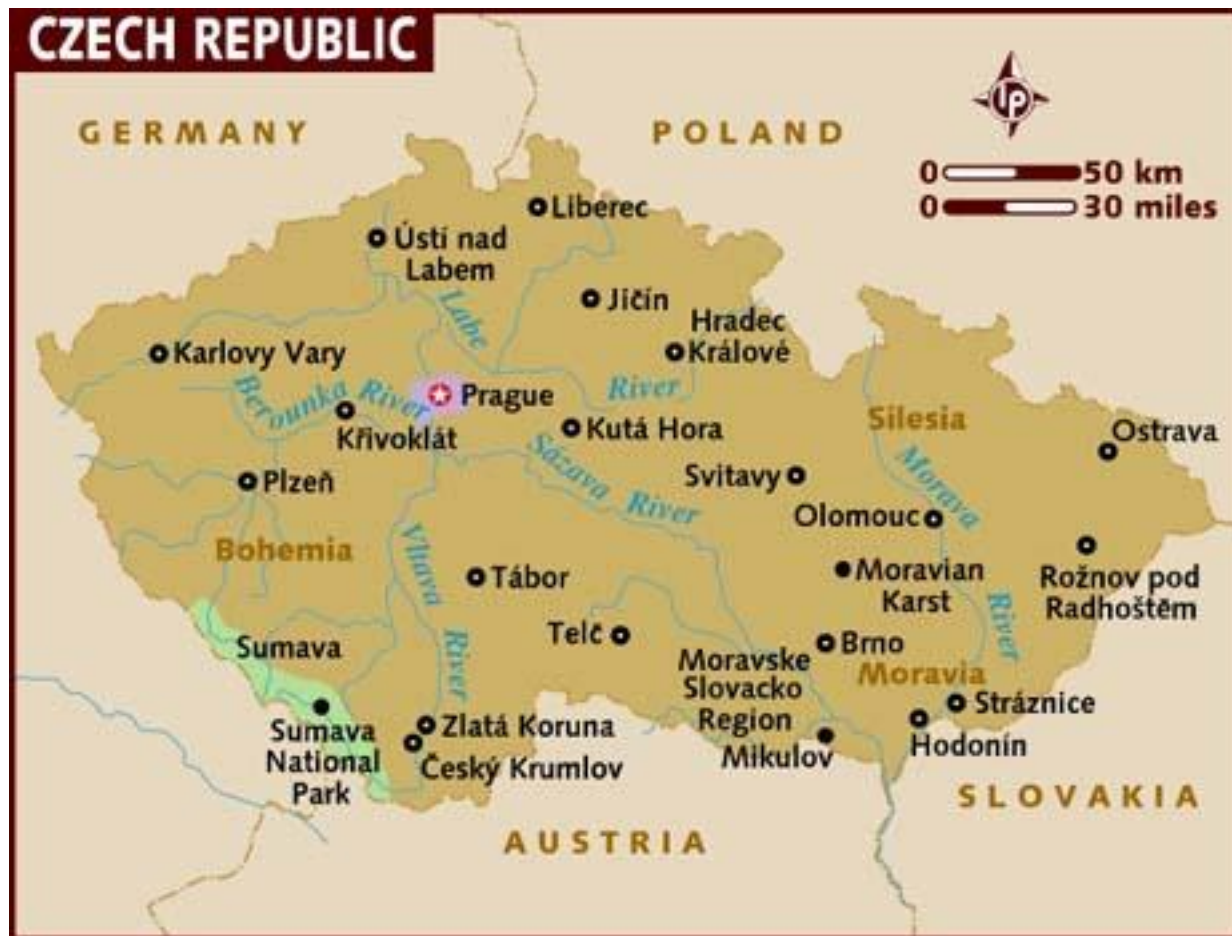 CZECH REPUBLIC
GERMANY
POLAND
lp
0 50 km
0 30 miles
Liberec
Ústí nad
Labem
Jičín
Labe
Hradec
Králové
Karlovy Vary
Berounka River
Prague
River
Křivoklát
Kutá Hora
Silesia
Ostrava
Sázava River
Svitavy
Morava
Plzeň
Olomouc
Bohemia
Vltava
Tábor
Moravian
Karst
Rožnov pod
Radhoštěm
River
Telč
Brno
Sumava
River
Moravske
Slovacko
Region
Moravia
Stráznice
Sumava
National
Park
Zlatá Koruna
Český Krumlov
Mikulov
Hodonín
SLOVAKIA
AUSTRIA